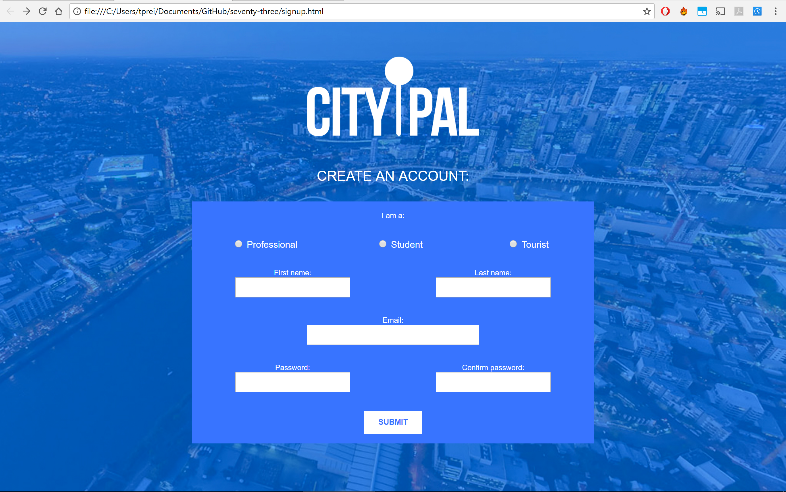 file:///C:/Users/tprel/Documents/GitHub/seventy-three/signup.html
CITY PAL
CREATE AN ACCOUNT:
I am a:
Professional Student Tourist
First name: Last name:
Email:
Password: Confirm password:
SUBMIT